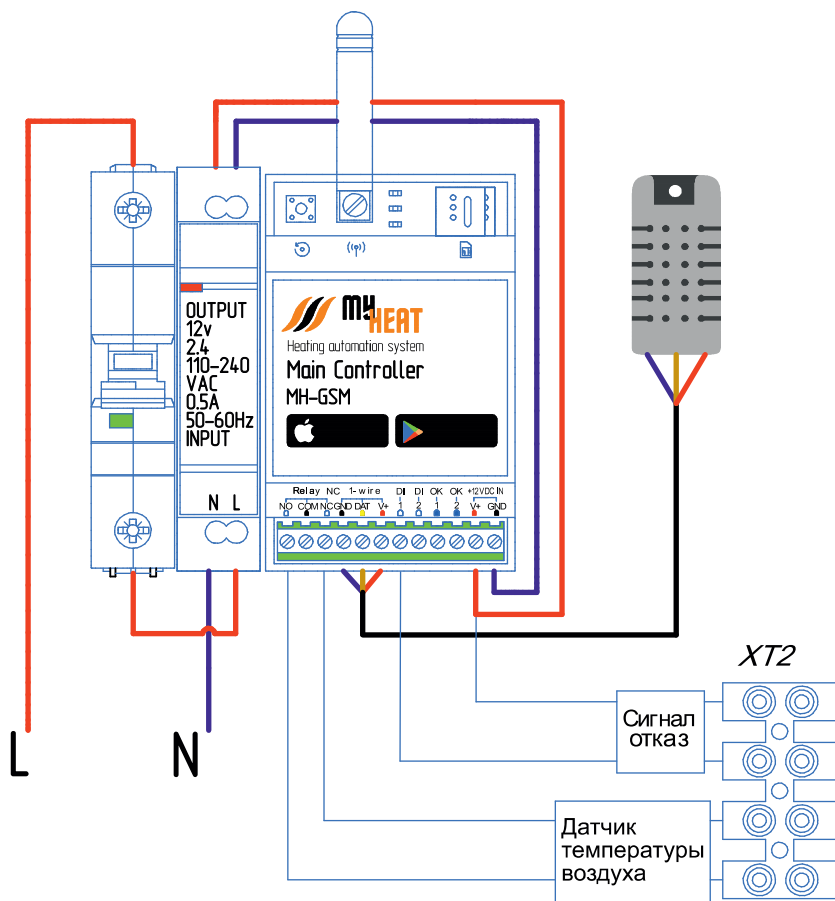 OUTPUT
12v
2.4
110-240
VAC
0.5A
50-60Hz
INPUT
N L
MY
HEAT
Heating automation system
Main Controller
MH-GSM
Relay NC 1-wire DI DI OK OK +12VDC IN
NO COM NC GND DAT V+ 1 2 1 2 V+ GND
L
N
XT2
Сигнал
отказ
Датчик
температуры
воздуха